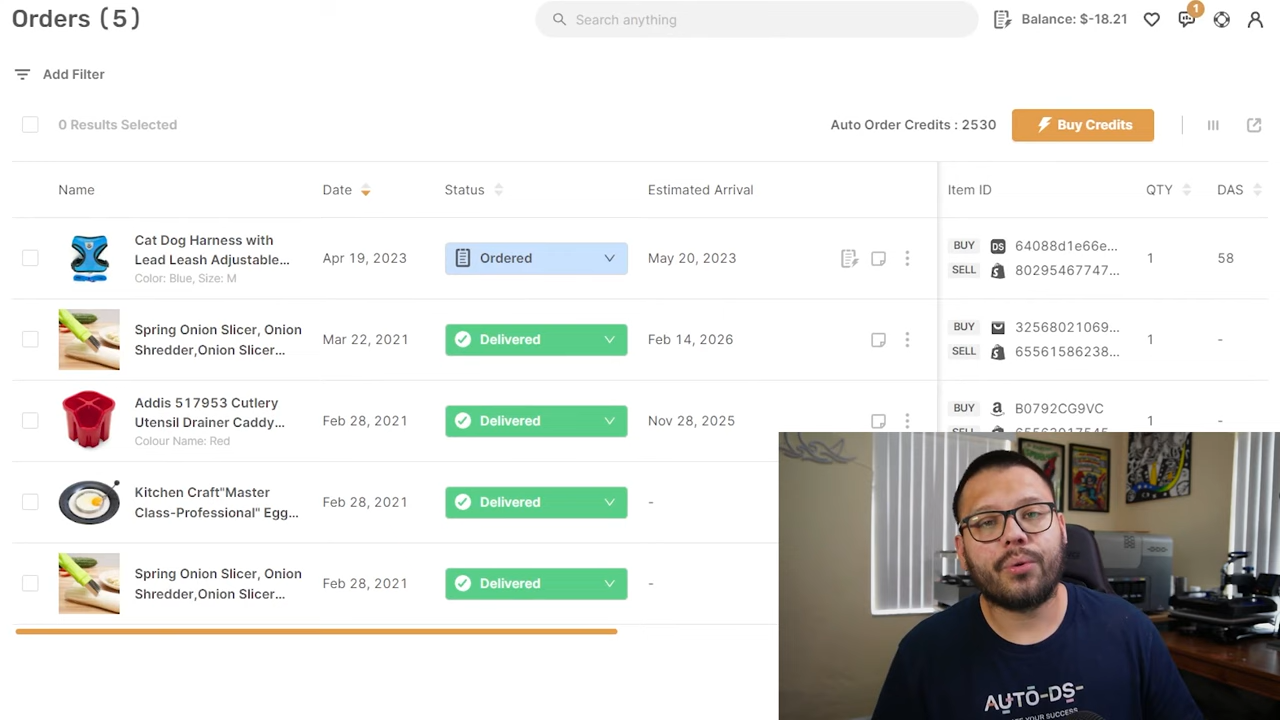 Orders (5)
Search anything
Balance: $-18.21
1
Add Filter
0 Results Selected
Auto Order Credits : 2530
Buy Credits
Name
Date
Status
Estimated Arrival
Item ID
QTY
DAS
Cat Dog Harness with
Lead Leash Adjustable...
Color: Blue, Size: M
Apr 19, 2023
Ordered
May 20, 2023
BUY DS 64088d1e66e...
SELL 80295467747...
1
58
Spring Onion Slicer, Onion
Shredder,Onion Slicer...
Mar 22, 2021
Delivered
Feb 14, 2026
BUY 32568021069...
SELL 65561586238...
1
-
Addis 517953 Cutlery
Utensil Drainer Caddy...
Colour Name: Red
Feb 28, 2021
Delivered
Nov 28, 2025
BUY B0792CG9VC
1
-
Kitchen Craft"Master
Class-Professional" Egg...
Feb 28, 2021
Delivered
-
Spring Onion Slicer, Onion
Shredder,Onion Slicer...
Feb 28, 2021
Delivered
-
AUTO-DS-